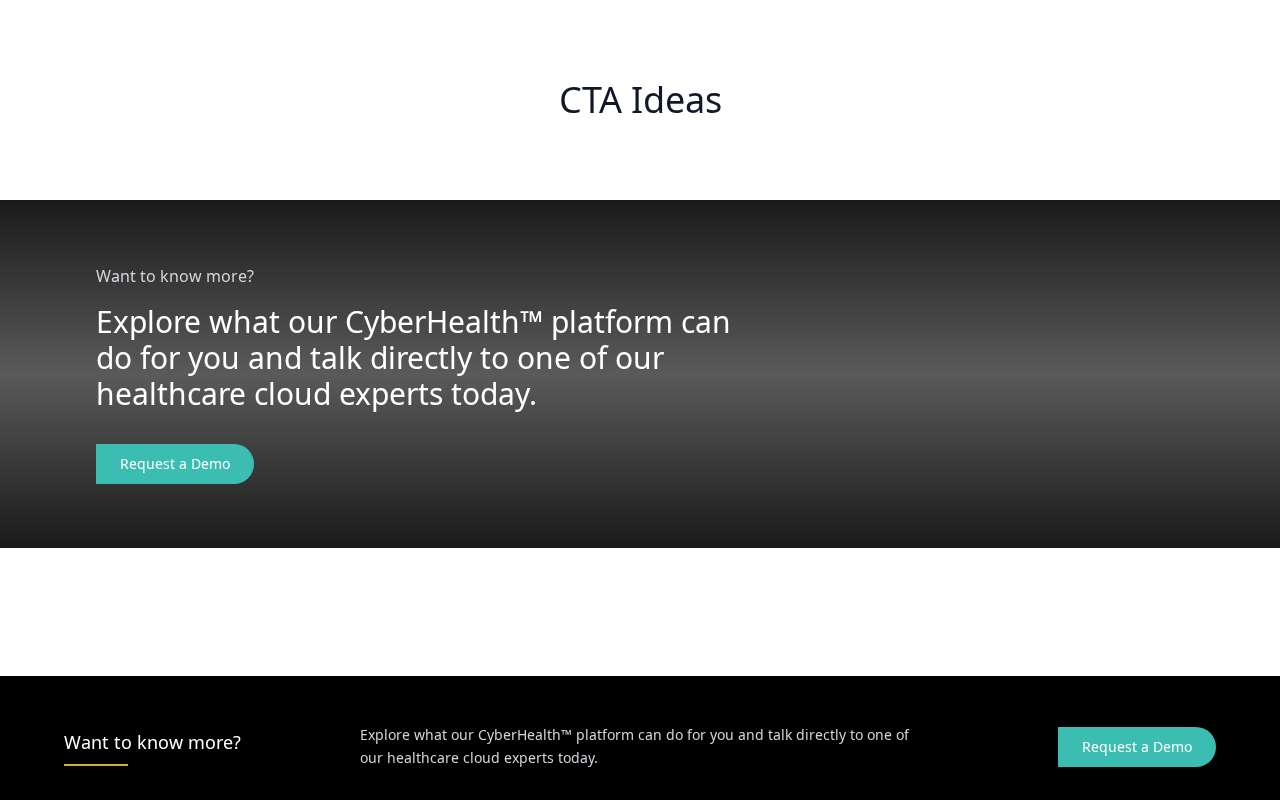 CTA Ideas
Want to know more?
Explore what our CyberHealth™ platform can
do for you and talk directly to one of our
healthcare cloud experts today.
Request a Demo
Want to know more?
Explore what our CyberHealth™ platform can do for you and talk directly to one of
our healthcare cloud experts today.
Request a Demo